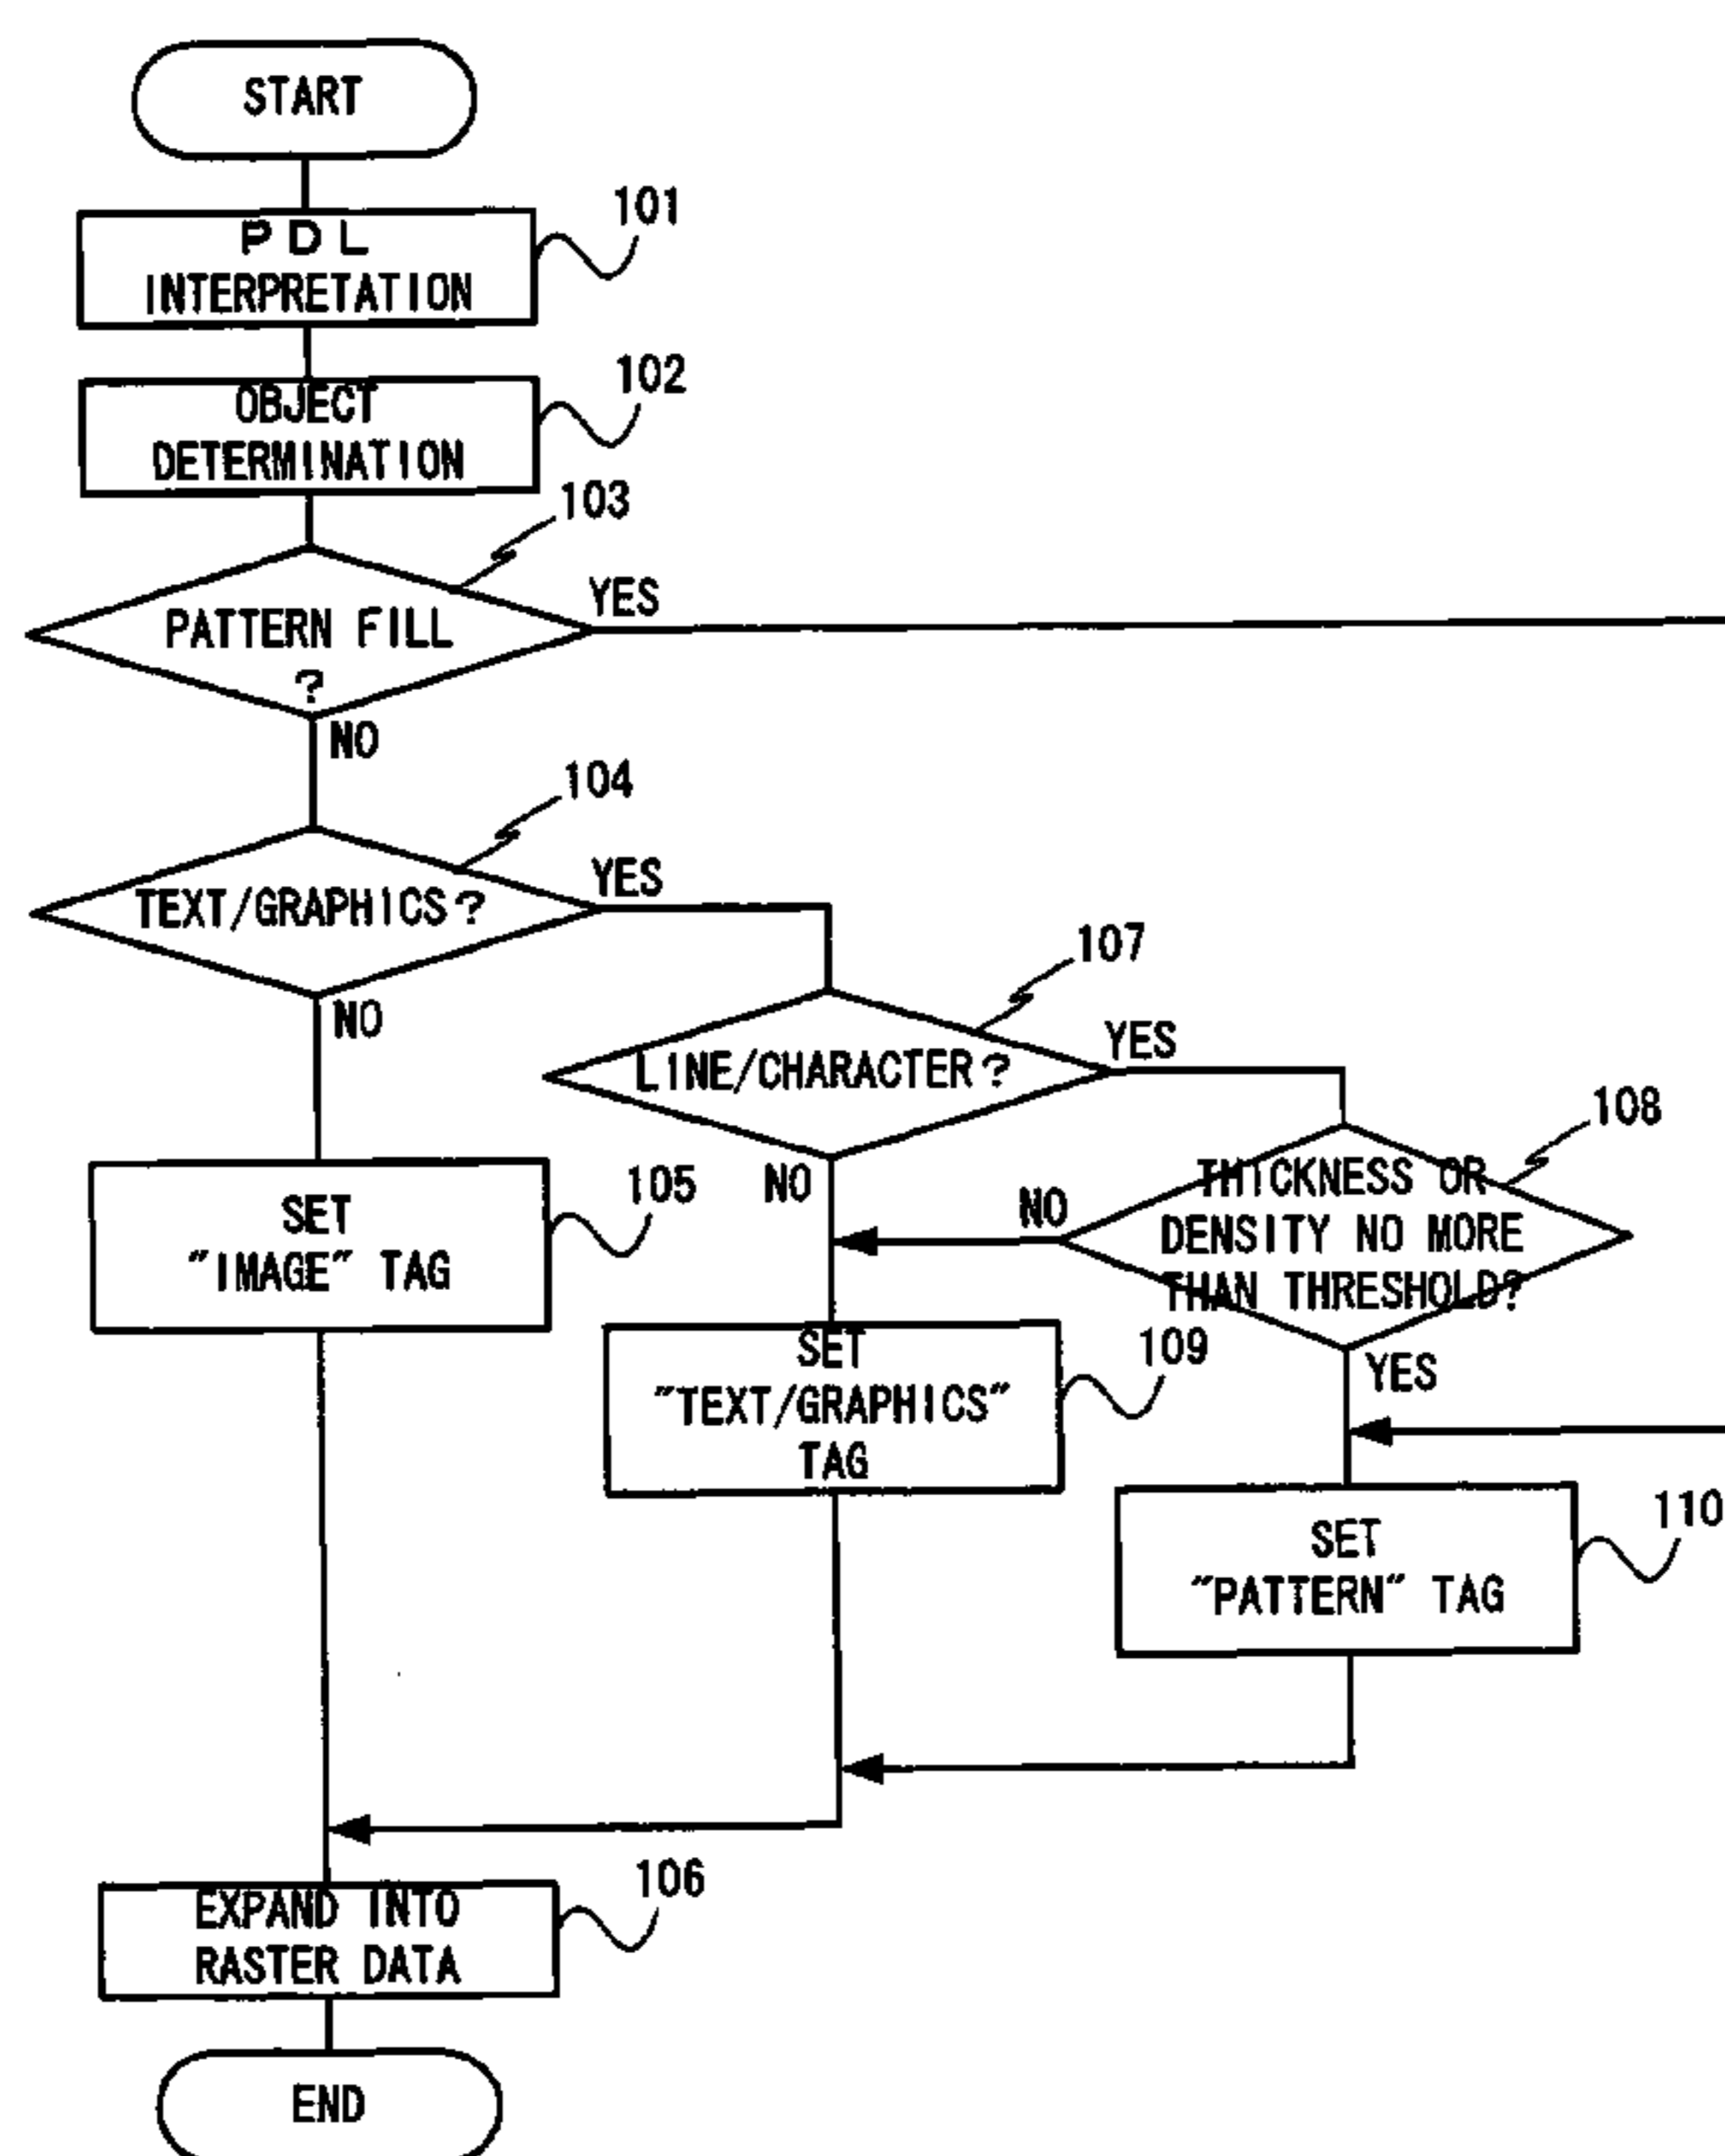 START
101
PDL
INTERPRETATION
102
OBJECT
DETERMINATION
103
PATTERN FILL
?
YES
NO
104
TEXT/GRAPHICS?
YES
NO
107
LINE/CHARACTER?
YES
NO
108
THICKNESS OR
DENSITY NO MORE
THAN THRESHOLD?
NO
YES
105
SET
"IMAGE" TAG
109
SET
"TEXT/GRAPHICS"
TAG
110
SET
"PATTERN" TAG
106
EXPAND INTO
RASTER DATA
END